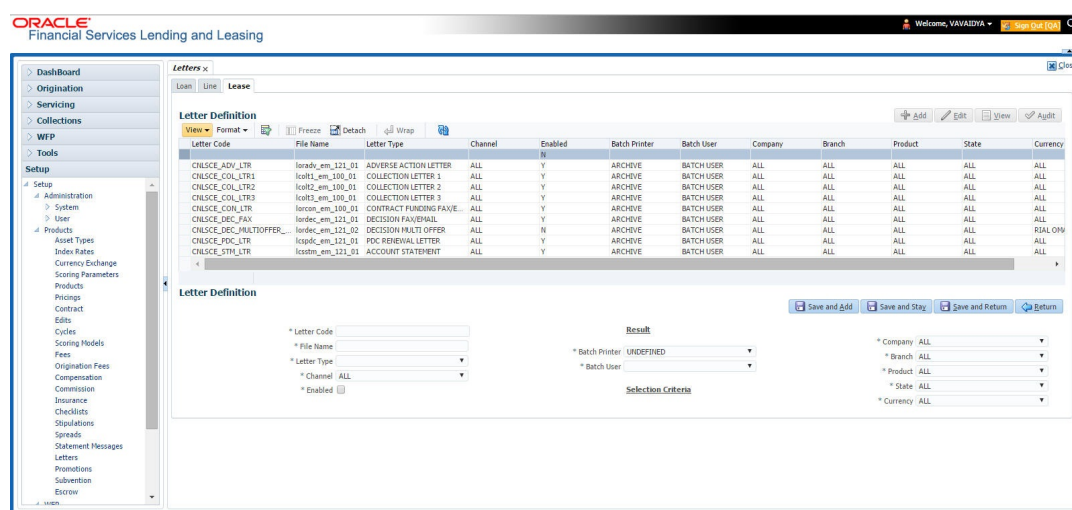 ORACLE
Financial Services Lending and Leasing
Welcome, VAVAIDYA
Sign Out [QA]
DashBoard
Origination
Servicing
Collections
WFP
Tools
Setup
Setup
Administration
System
User
Products
Asset Types
Index Rates
Currency Exchange
Scoring Parameters
Products
Pricings
Contract
Edits
Cycles
Scoring Models
Fees
Origination Fees
Compensation
Commission
Insurance
Checklists
Stipulations
Spreads
Statement Messages
Letters
Promotions
Subvention
Escrow
WFP
Letters x
Clos
Loan Line Lease
Letter Definition
Add Edit View Audit
View Format Freeze Detach Wrap
Letter Code File Name Letter Type Channel Enabled Batch Printer Batch User Company Branch Product State Currency
N
CNLSCE_ADV_LTR loradv_em_121_01 ADVERSE ACTION LETTER ALL Y ARCHIVE BATCH USER ALL ALL ALL ALL ALL
CNLSCE_COL_LTR1 lcolt1_em_100_01 COLLECTION LETTER 1 ALL Y ARCHIVE BATCH USER ALL ALL ALL ALL ALL
CNLSCE_COL_LTR2 lcolt2_em_100_01 COLLECTION LETTER 2 ALL Y ARCHIVE BATCH USER ALL ALL ALL ALL ALL
CNLSCE_COL_LTR3 lcolt3_em_100_01 COLLECTION LETTER 3 ALL Y ARCHIVE BATCH USER ALL ALL ALL ALL ALL
CNLSCE_CON_LTR lorcon_em_100_01 CONTRACT FUNDING FAX/E... ALL Y ARCHIVE BATCH USER ALL ALL ALL ALL ALL
CNLSCE_DEC_FAX lordec_em_121_01 DECISION FAX/EMAIL ALL Y ARCHIVE BATCH USER ALL ALL ALL ALL ALL
CNLSCE_DEC_MULTIOFFER_... lordec_em_121_02 DECISION MULTI OFFER ALL N ARCHIVE BATCH USER ALL ALL ALL ALL RIAL OMA
CNLSCE_PDC_LTR lcspdc_em_121_01 PDC RENEWAL LETTER ALL Y ARCHIVE BATCH USER ALL ALL ALL ALL ALL
CNLSCE_STM_LTR lcsstm_em_121_01 ACCOUNT STATEMENT ALL Y ARCHIVE BATCH USER ALL ALL ALL ALL ALL
Letter Definition
Save and Add Save and Stay Save and Return Return
* Letter Code
* File Name
* Letter Type
* Channel ALL
* Enabled
Result
* Batch Printer UNDEFINED
* Batch User
Selection Criteria
* Company ALL
* Branch ALL
* Product ALL
* State ALL
* Currency ALL